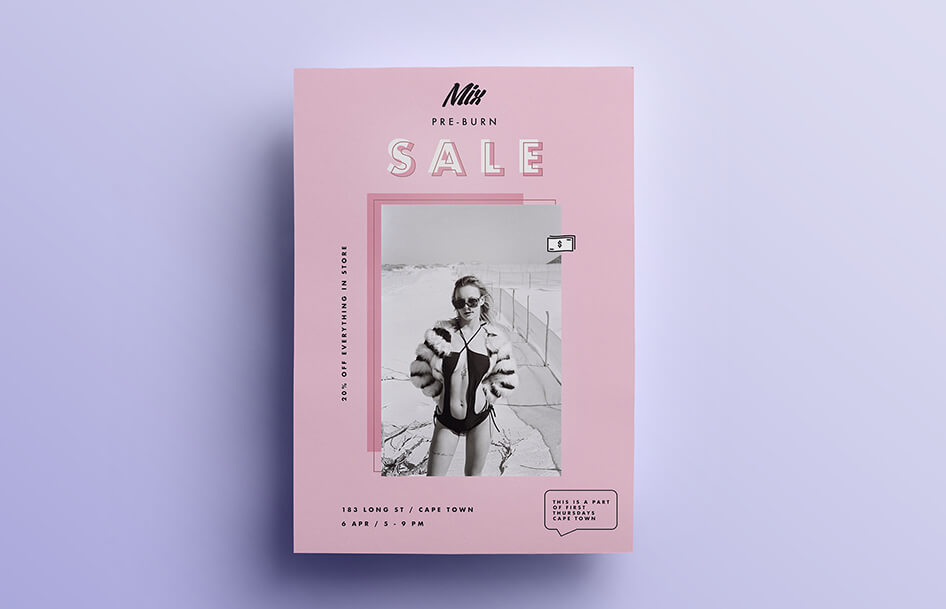 Mix
PRE-BURN
SALE
$
20% OFF EVERYTHING IN STORE
183 LONG ST / CAPE TOWN
6 APR / 5 - 9 PM
THIS IS A PART
OF FIRST
THURSDAYS
CAPE TOWN